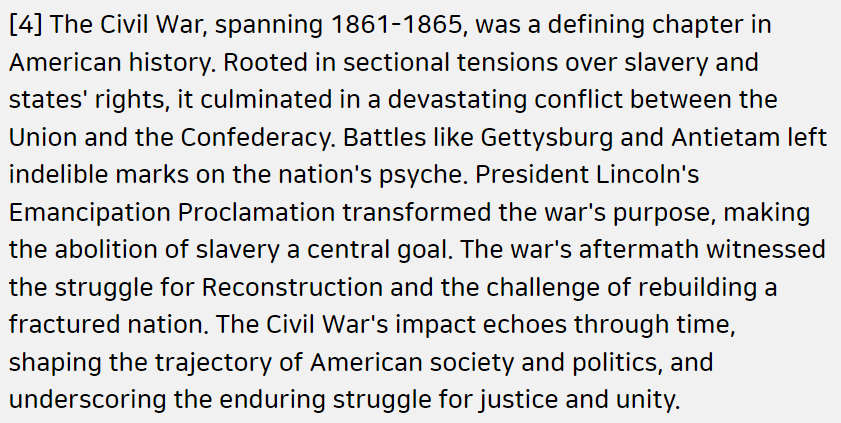 [4] The Civil War, spanning 1861-1865, was a defining chapter in
American history. Rooted in sectional tensions over slavery and
states' rights, it culminated in a devastating conflict between the
Union and the Confederacy. Battles like Gettysburg and Antietam left
indelible marks on the nation's psyche. President Lincoln's
Emancipation Proclamation transformed the war's purpose, making
the abolition of slavery a central goal. The war's aftermath witnessed
the struggle for Reconstruction and the challenge of rebuilding a
fractured nation. The Civil War's impact echoes through time,
shaping the trajectory of American society and politics, and
underscoring the enduring struggle for justice and unity.